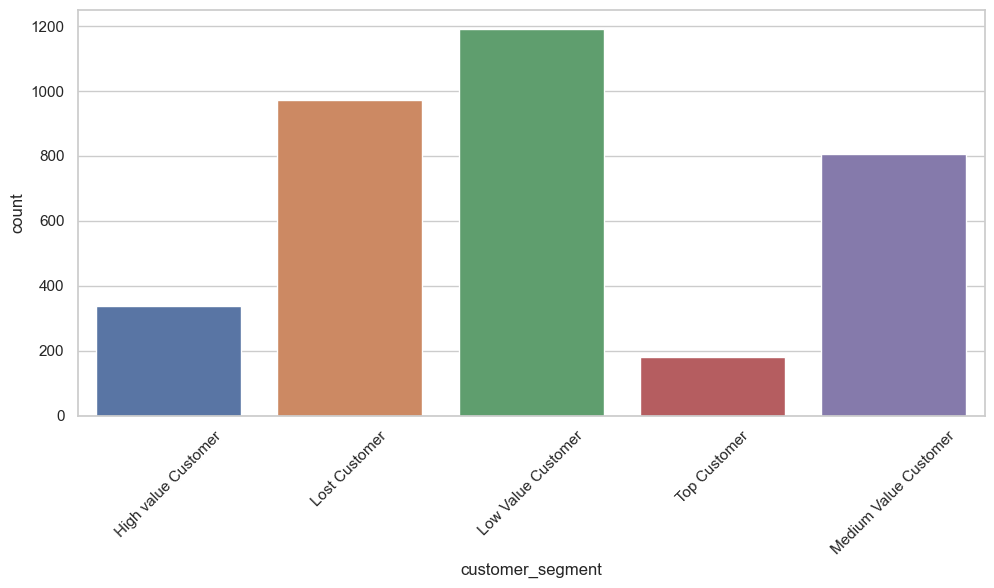 1200
1000
800
600
400
200
0
count
High value Customer
Lost Customer
Low Value Customer
Top Customer
Medium Value Customer
customer_segment